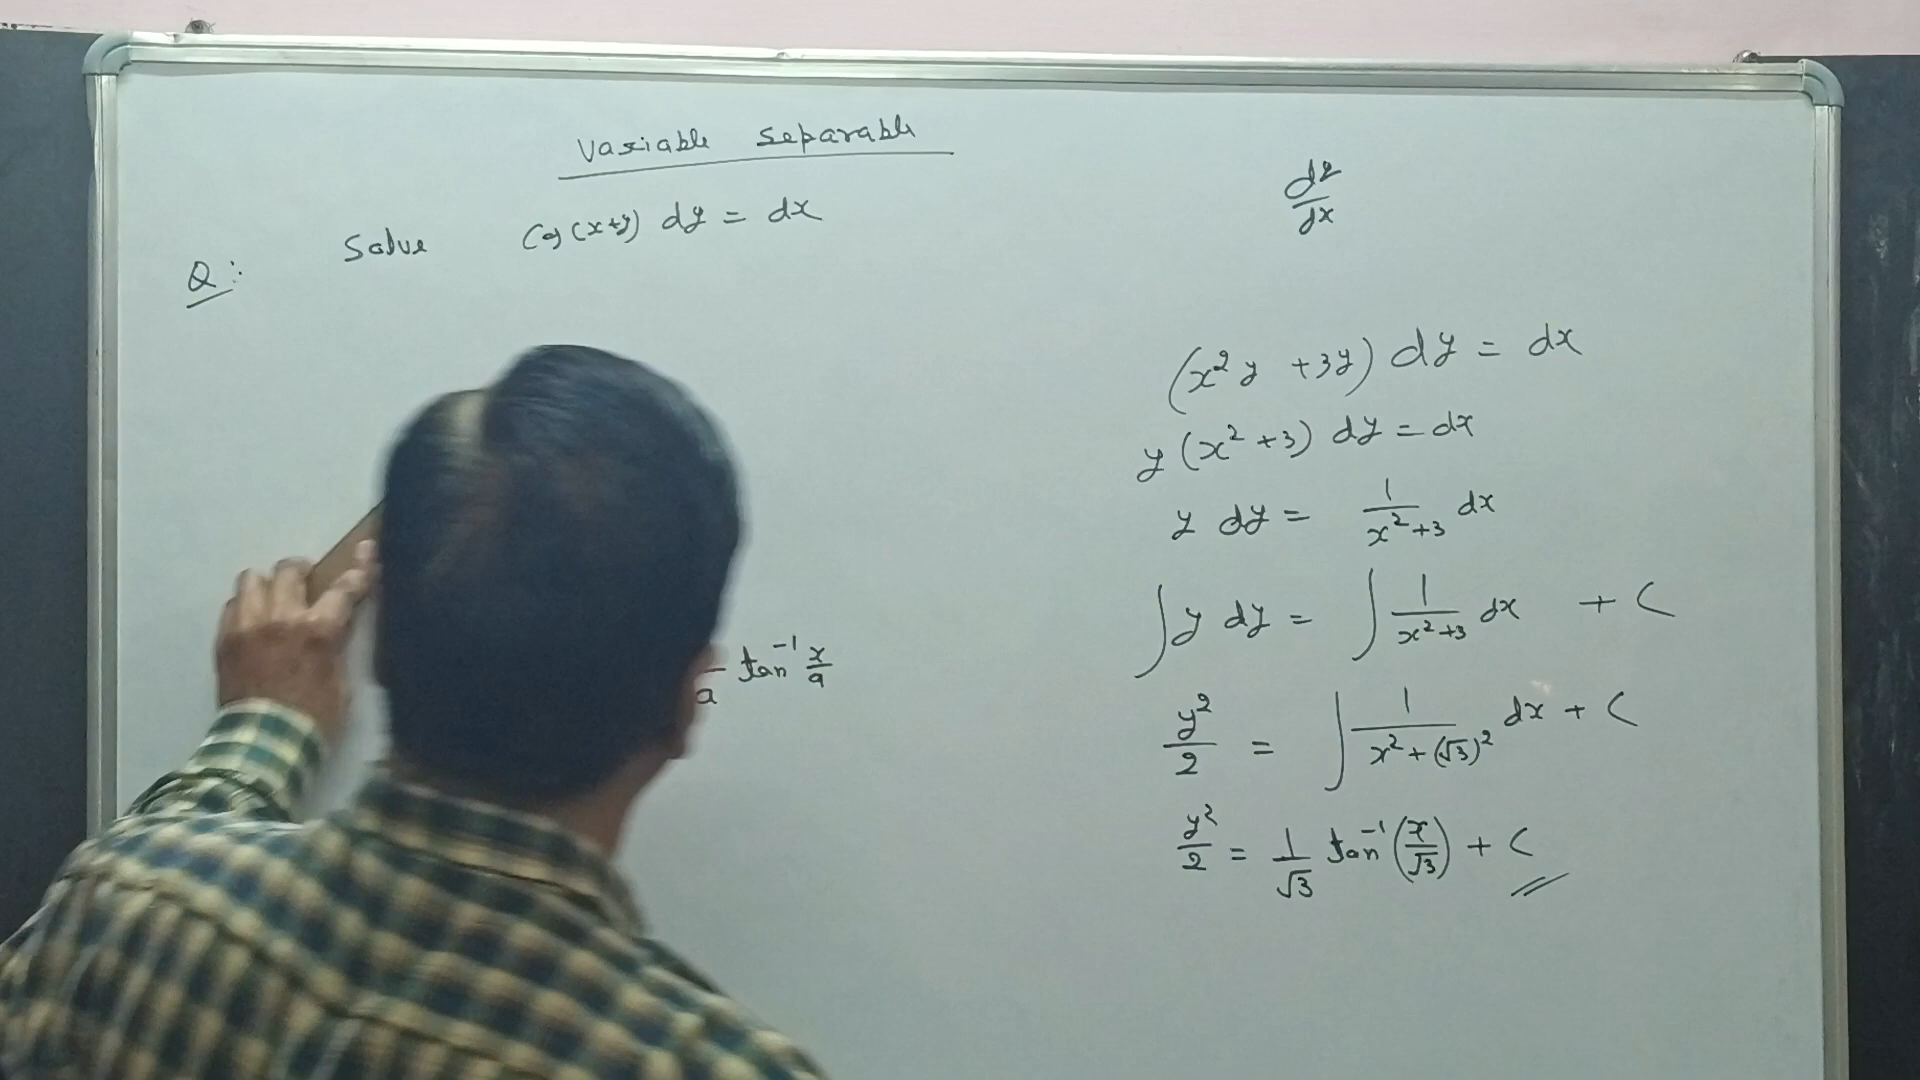 Variable separable
Q: Solve Cos(x+y) dy = dx
a tan⁻¹ x/a
dy/dx
(x²y + 3y) dy = dx
y (x² + 3) dy = dx
y dy = 1/(x²+3) dx
∫ y dy = ∫ 1/(x²+3) dx + C
y²/2 = ∫ 1/(x² + (√3)²) dx + C
y²/2 = 1/√3 tan⁻¹ (x/√3) + C